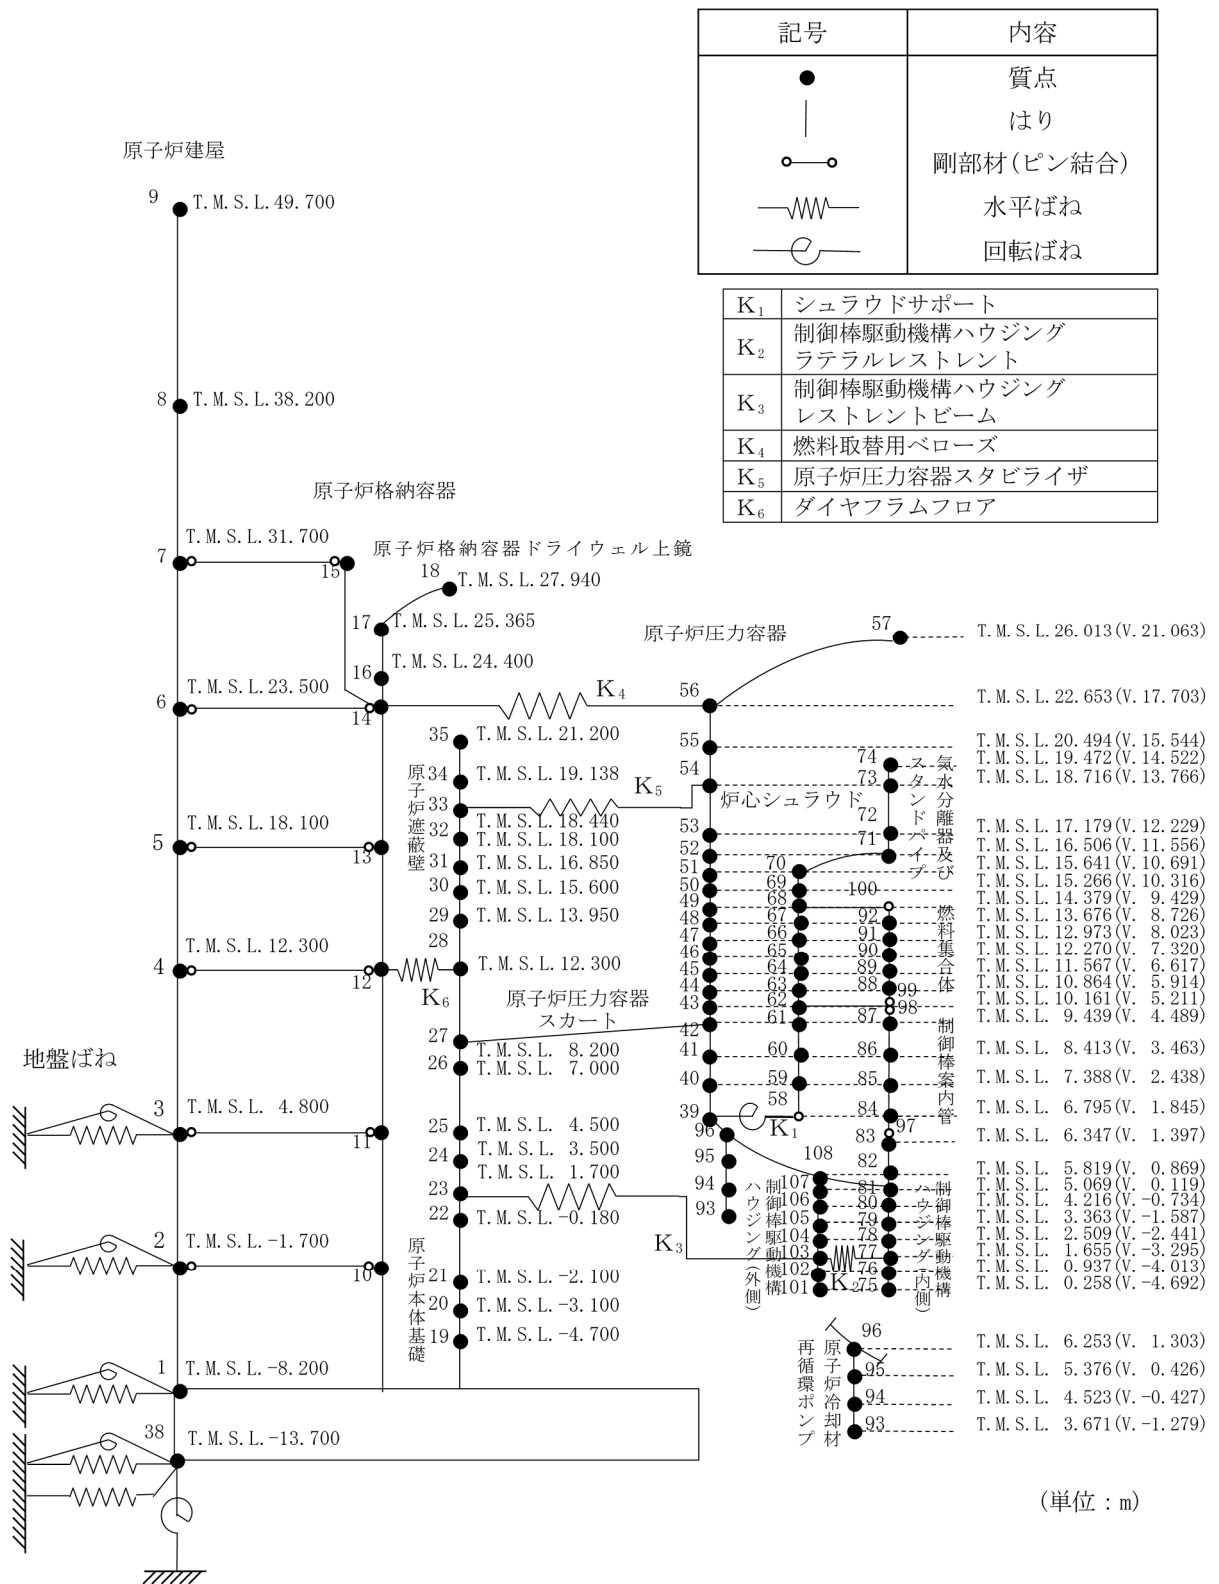 記号 内容
質点
はり
剛部材(ピン結合)
水平ばね
回転ばね
K₁ シュラウドサポート
K₂ 制御棒駆動機構ハウジング
ラテラルレストレント
K₃ 制御棒駆動機構ハウジング
レストレントビーム
K₄ 燃料取替用ベローズ
K₅ 原子炉圧力容器スタビライザ
K₆ ダイヤフラムフロア
原子炉建屋
9 T.M.S.L.49.700
8 T.M.S.L.38.200
7 T.M.S.L.31.700
6 T.M.S.L.23.500
5 T.M.S.L.18.100
4 T.M.S.L.12.300
地盤ばね
3 T.M.S.L. 4.800
2 T.M.S.L.-1.700
1 T.M.S.L.-8.200
38 T.M.S.L.-13.700
原子炉格納容器
15
原子炉格納容器ドライウェル上鏡
18 T.M.S.L.27.940
17 T.M.S.L.25.365
16 T.M.S.L.24.400
14
13
12
11
10
K₄
K₅
K₆
K₃
K₁
K₂
35 T.M.S.L.21.200
34 T.M.S.L.19.138
33 T.M.S.L.18.440
32 T.M.S.L.18.100
31 T.M.S.L.16.850
30 T.M.S.L.15.600
29 T.M.S.L.13.950
28 T.M.S.L.12.300
原子炉遮蔽壁
原子炉圧力容器
スカート
27 T.M.S.L. 8.200
26 T.M.S.L. 7.000
25 T.M.S.L. 4.500
24 T.M.S.L. 3.500
23 T.M.S.L. 1.700
22 T.M.S.L.-0.180
21 T.M.S.L.-2.100
20 T.M.S.L.-3.100
19 T.M.S.L.-4.700
原子炉本体基礎
原子炉圧力容器
57
56
55
54
53
52
51
50
49
48
47
46
45
44
43
42
41
40
39
炉心シュラウド
70
69
68
67
66
65
64
63
62
61
60
59
58
74
73
72
71
気水分離器及び
スタンドパイプ
100
92
91
90
89
88
99
98
燃料集合体
87
86
85
84
97
83
制御棒案内管
82
81
80
79
78
77
76
75
制御棒駆動機構
ハウジング(内側)
96
95
94
93
108
107
106
105
104
103
102
101
制御棒駆動機構
ハウジング(外側)
T.M.S.L.26.013(V.21.063)
T.M.S.L.22.653(V.17.703)
T.M.S.L.20.494(V.15.544)
T.M.S.L.19.472(V.14.522)
T.M.S.L.18.716(V.13.766)
T.M.S.L.17.179(V.12.229)
T.M.S.L.16.506(V.11.556)
T.M.S.L.15.641(V.10.691)
T.M.S.L.15.266(V.10.316)
T.M.S.L.14.379(V. 9.429)
T.M.S.L.13.676(V. 8.726)
T.M.S.L.12.973(V. 8.023)
T.M.S.L.12.270(V. 7.320)
T.M.S.L.11.567(V. 6.617)
T.M.S.L.10.864(V. 5.914)
T.M.S.L.10.161(V. 5.211)
T.M.S.L. 9.439(V. 4.489)
T.M.S.L. 8.413(V. 3.463)
T.M.S.L. 7.388(V. 2.438)
T.M.S.L. 6.795(V. 1.845)
T.M.S.L. 6.347(V. 1.397)
T.M.S.L. 5.819(V. 0.869)
T.M.S.L. 5.069(V. 0.119)
T.M.S.L. 4.216(V.-0.734)
T.M.S.L. 3.363(V.-1.587)
T.M.S.L. 2.509(V.-2.441)
T.M.S.L. 1.655(V.-3.295)
T.M.S.L. 0.937(V.-4.013)
T.M.S.L. 0.258(V.-4.692)
原子炉冷却材
再循環ポンプ
96 T.M.S.L. 6.253(V. 1.303)
95 T.M.S.L. 5.376(V. 0.426)
94 T.M.S.L. 4.523(V.-0.427)
93 T.M.S.L. 3.671(V.-1.279)
(単位:m)